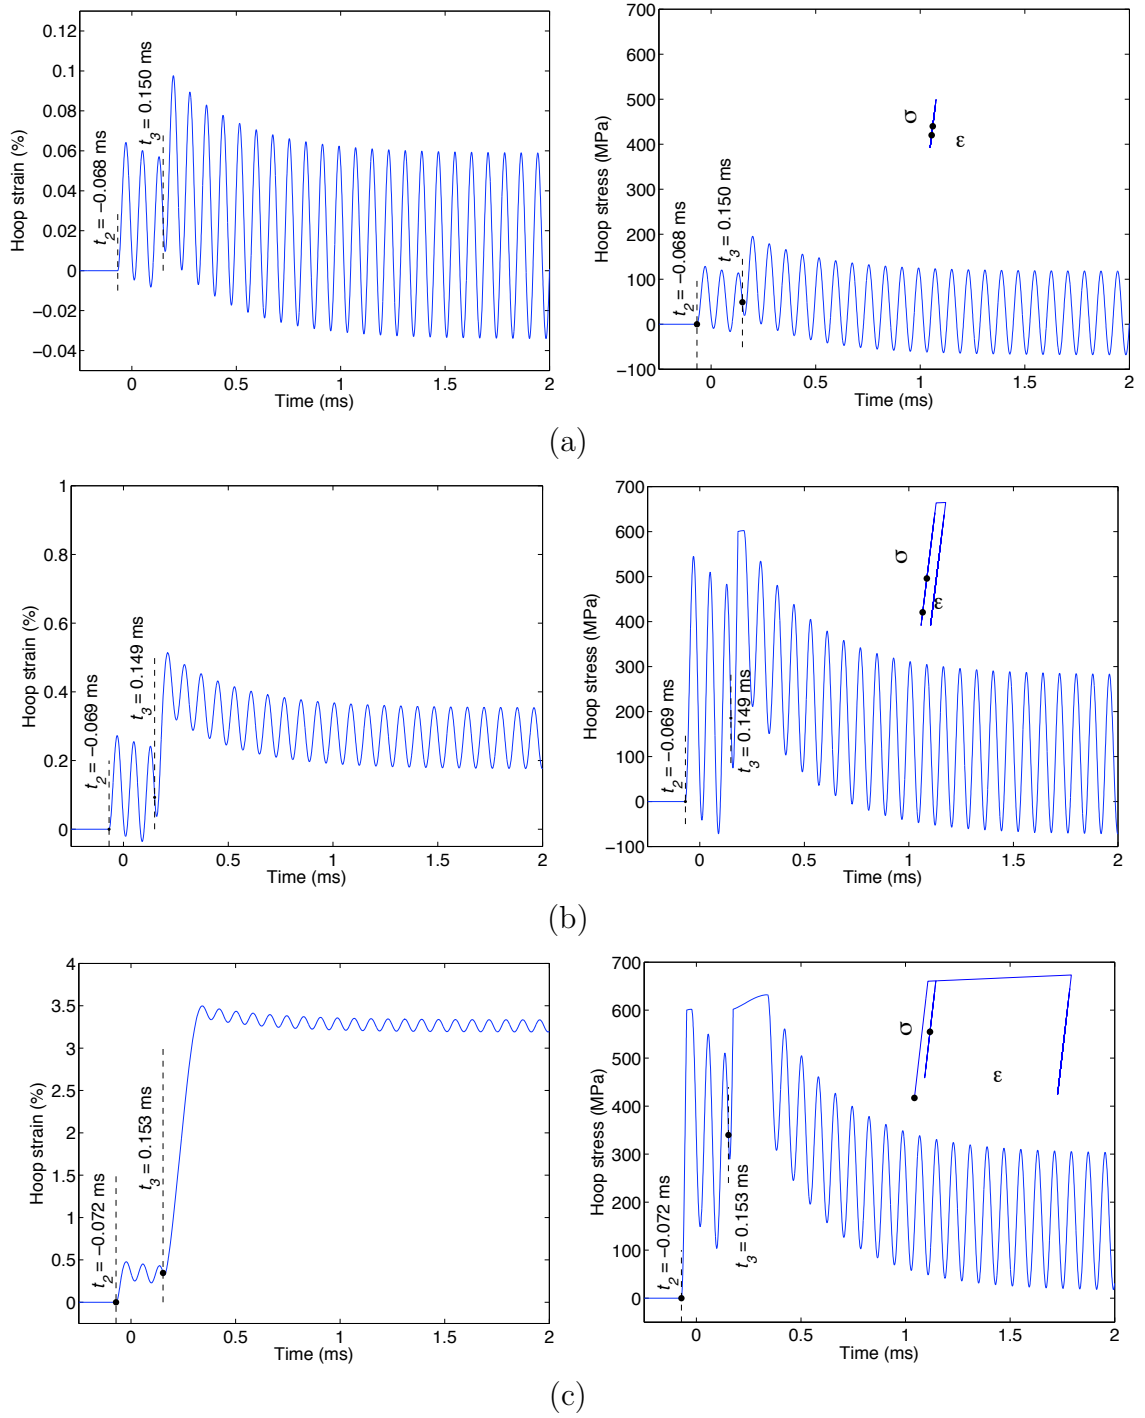 0.12
0.1
0.08
0.06
0.04
0.02
0
−0.02
−0.04
Hoop strain (%)
t2 = −0.068 ms
t3 = 0.150 ms
0
0.5
1
1.5
2
Time (ms)
700
600
500
400
300
200
100
0
−100
Hoop stress (MPa)
t2 = −0.068 ms
t3 = 0.150 ms
σ
ε
0
0.5
1
1.5
2
Time (ms)
(a)
1
0.8
0.6
0.4
0.2
0
Hoop strain (%)
t2 = −0.069 ms
t3 = 0.149 ms
0
0.5
1
1.5
2
Time (ms)
700
600
500
400
300
200
100
0
−100
Hoop stress (MPa)
t2 = −0.069 ms
t3 = 0.149 ms
σ
ε
0
0.5
1
1.5
2
Time (ms)
(b)
4
3.5
3
2.5
2
1.5
1
0.5
0
Hoop strain (%)
t2 = −0.072 ms
t3 = 0.153 ms
0
0.5
1
1.5
2
Time (ms)
700
600
500
400
300
200
100
0
Hoop stress (MPa)
t2 = −0.072 ms
t3 = 0.153 ms
σ
ε
0
0.5
1
1.5
2
Time (ms)
(c)